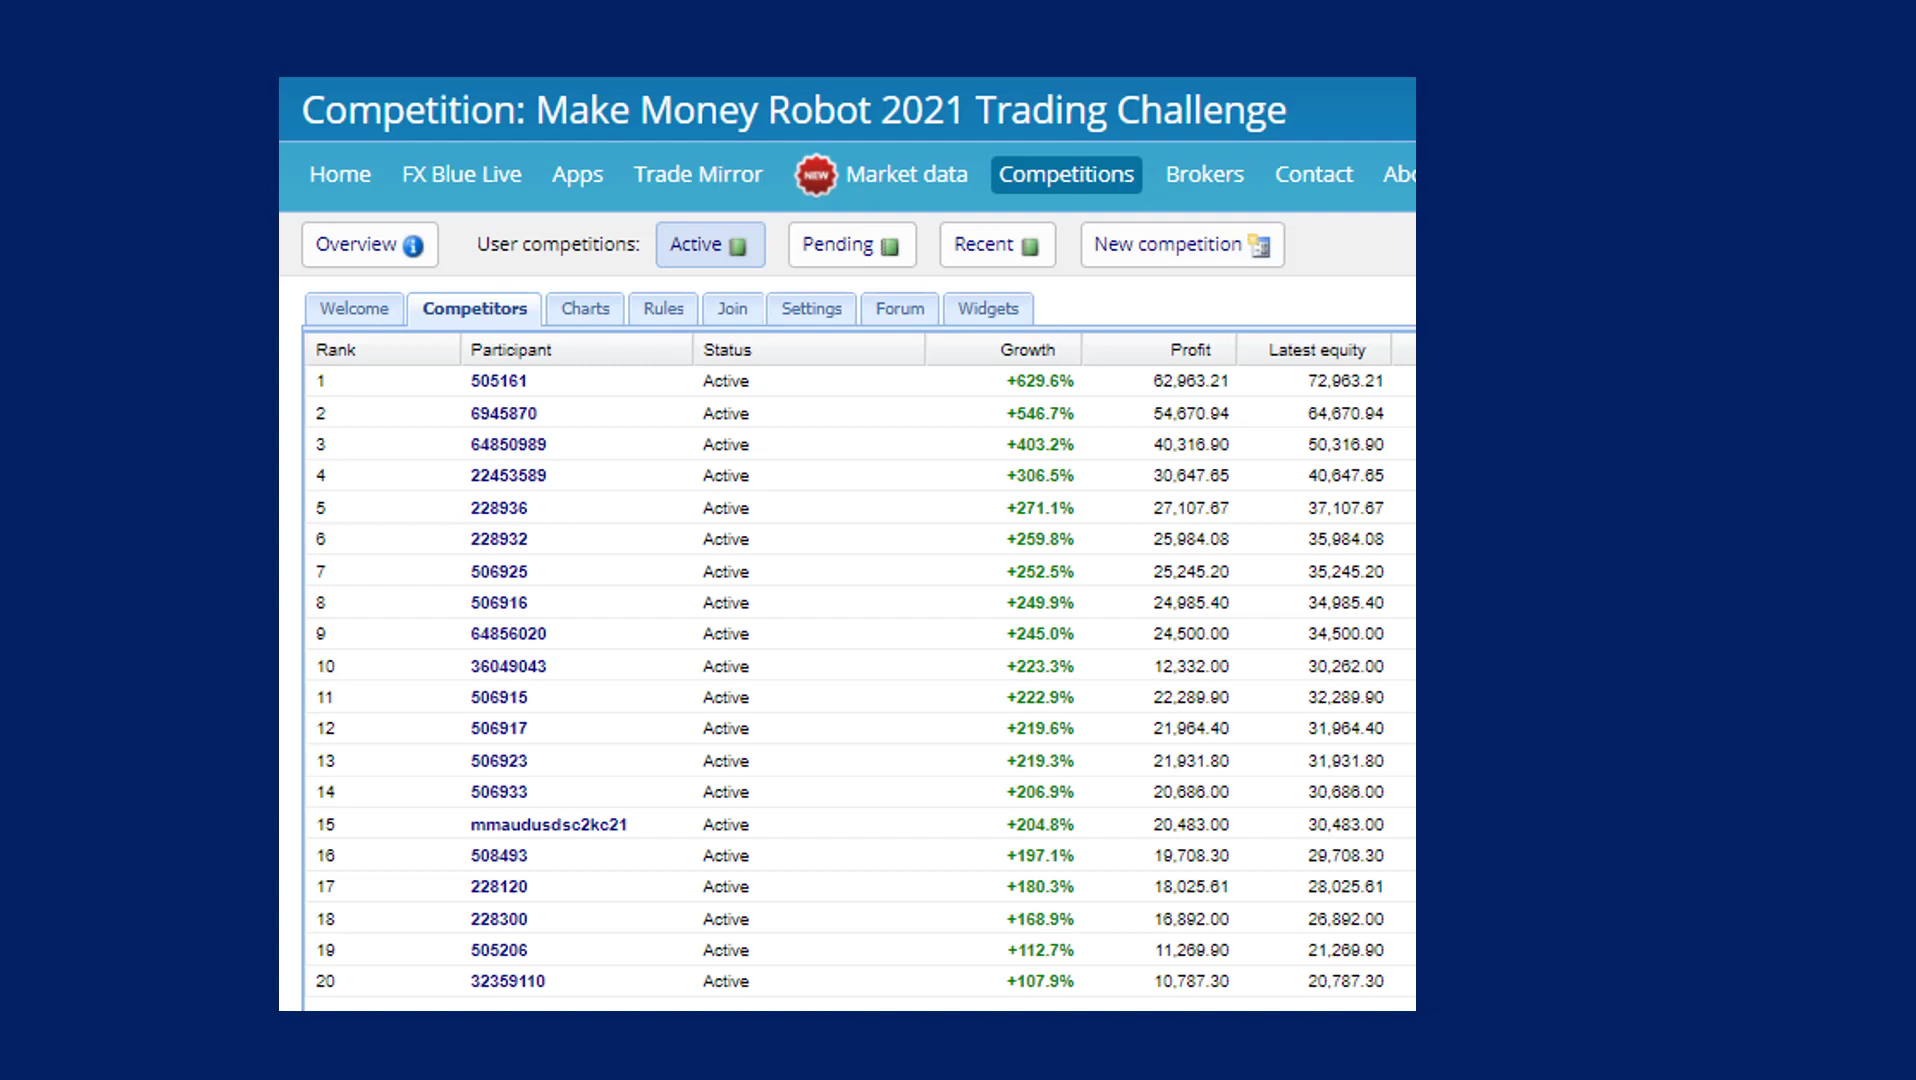 Competition: Make Money Robot 2021 Trading Challenge
Home FX Blue Live Apps Trade Mirror NEW Market data Competitions Brokers Contact Abo
Overview User competitions: Active Pending Recent New competition
Welcome Competitors Charts Rules Join Settings Forum Widgets
Rank Participant Status Growth Profit Latest equity
1 505161 Active +629.6% 62,963.21 72,963.21
2 6945870 Active +546.7% 54,670.94 64,670.94
3 64850989 Active +403.2% 40,316.90 50,316.90
4 22453589 Active +306.5% 30,647.65 40,647.65
5 228936 Active +271.1% 27,107.67 37,107.67
6 228932 Active +259.8% 25,984.08 35,984.08
7 506925 Active +252.5% 25,245.20 35,245.20
8 506916 Active +249.9% 24,985.40 34,985.40
9 64856020 Active +245.0% 24,500.00 34,500.00
10 36049043 Active +223.3% 12,332.00 30,262.00
11 506915 Active +222.9% 22,289.90 32,289.90
12 506917 Active +219.6% 21,964.40 31,964.40
13 506923 Active +219.3% 21,931.80 31,931.80
14 506933 Active +206.9% 20,686.00 30,686.00
15 mmaudusdsc2kc21 Active +204.8% 20,483.00 30,483.00
16 508493 Active +197.1% 19,708.30 29,708.30
17 228120 Active +180.3% 18,025.61 28,025.61
18 228300 Active +168.9% 16,892.00 26,892.00
19 505206 Active +112.7% 11,269.90 21,269.90
20 32359110 Active +107.9% 10,787.30 20,787.30